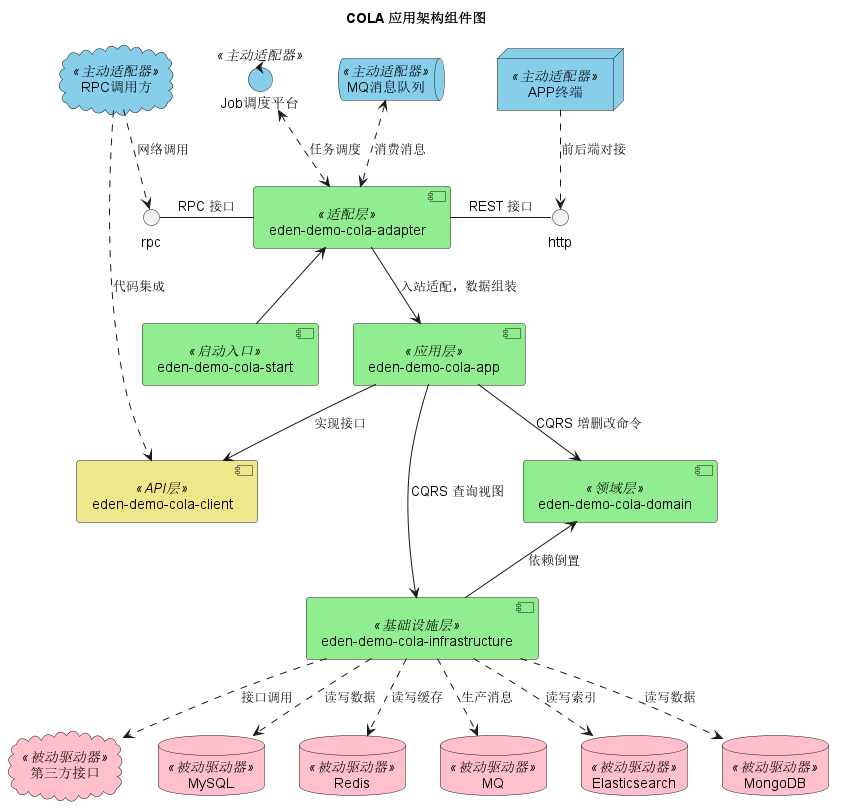 COLA 应用架构组件图
«主动适配器»
RPC调用方
«主动适配器»
Job调度平台
«主动适配器»
MQ消息队列
«主动适配器»
APP终端
网络调用
任务调度
消费消息
前后端对接
rpc
RPC 接口
«适配层»
eden-demo-cola-adapter
REST 接口
http
代码集成
入站适配，数据组装
«启动入口»
eden-demo-cola-start
«应用层»
eden-demo-cola-app
实现接口
CQRS 增删改命令
«API层»
eden-demo-cola-client
CQRS 查询视图
«领域层»
eden-demo-cola-domain
依赖倒置
«基础设施层»
eden-demo-cola-infrastructure
接口调用
读写数据
读写缓存
生产消息
读写索引
读写数据
«被动驱动器»
第三方接口
«被动驱动器»
MySQL
«被动驱动器»
Redis
«被动驱动器»
MQ
«被动驱动器»
Elasticsearch
«被动驱动器»
MongoDB